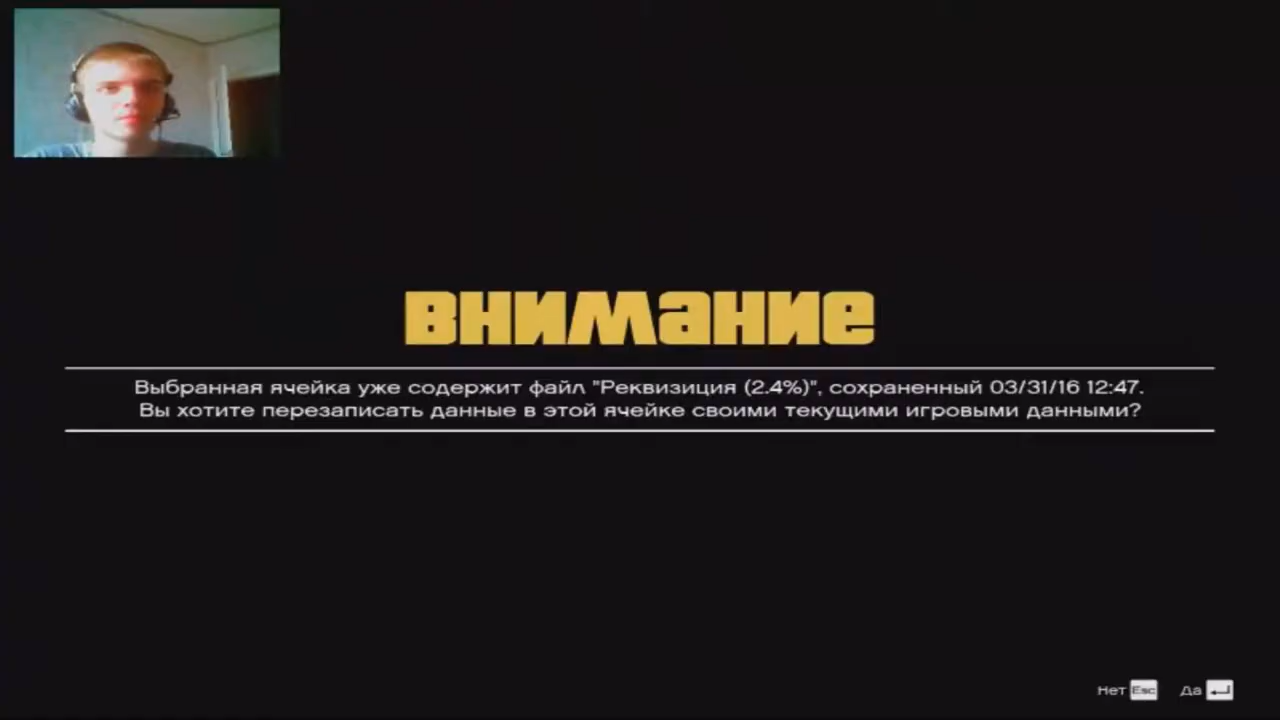 внимание
Выбранная ячейка уже содержит файл "Реквизиция (2.4%)", сохраненный 03/31/16 12:47.
Вы хотите перезаписать данные в этой ячейке своими текущими игровыми данными?
Нет Esc Да